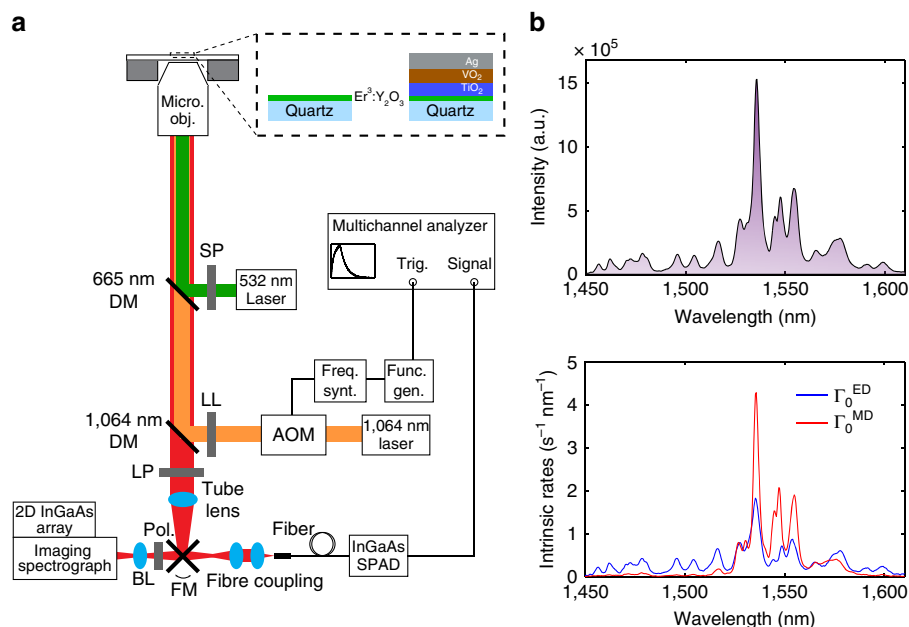 a
Micro.
obj.
Quartz
Er³:Y₂O₃
Ag
VO₂
TiO₂
Quartz
SP
532 nm
Laser
665 nm
DM
Multichannel analyzer
Trig.
Signal
Freq.
synt.
Func.
gen.
LL
AOM
1,064 nm
laser
1,064 nm
DM
LP
Tube
lens
2D InGaAs
array
Imaging
spectrograph
Pol.
BL
FM
Fibre coupling
Fiber
InGaAs
SPAD
b
× 10⁵
15
10
5
0
Intensity (a.u.)
1,450
1,500
1,550
1,600
Wavelength (nm)
5
4
3
2
1
0
Intrinsic rates (s⁻¹ nm⁻¹)
Γ₀ᴱᴰ
Γ₀ᴹᴰ
1,450
1,500
1,550
1,600
Wavelength (nm)